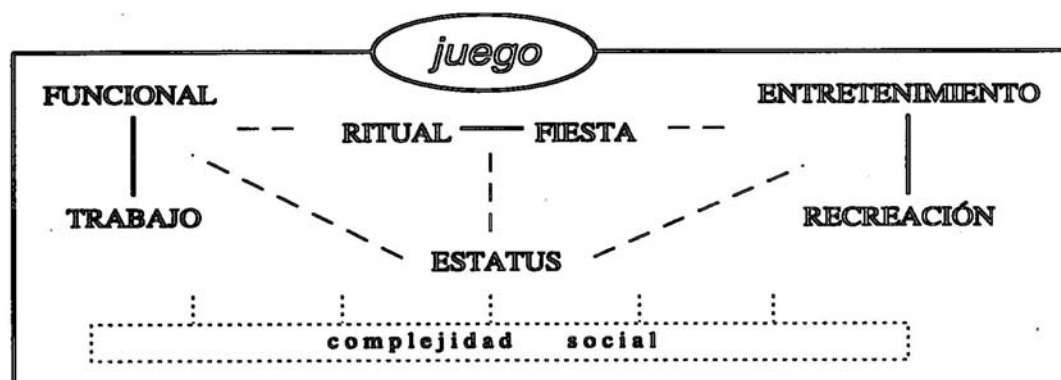 juego
FUNCIONAL ENTRETENIMIENTO
RITUAL FIESTA
TRABAJO RECREACIÓN
ESTATUS
complejidad social